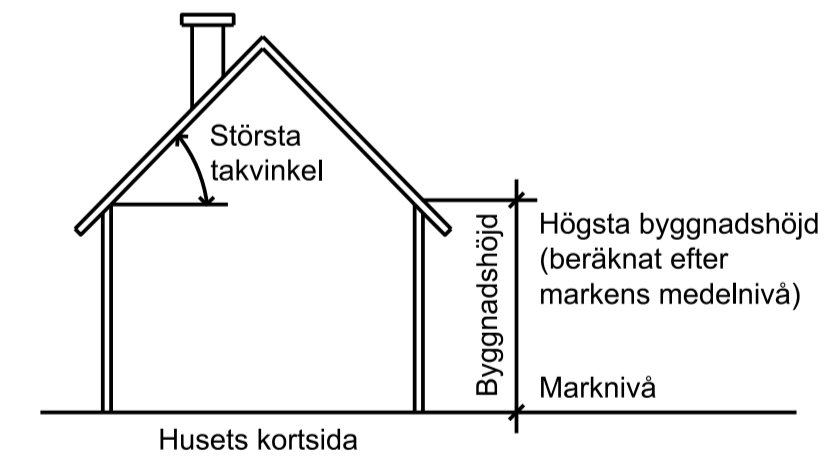 Största
takvinkel
Byggnadshöjd
Högsta byggnadshöjd
(beräknat efter
markens medelnivå)
Marknivå
Husets kortsida